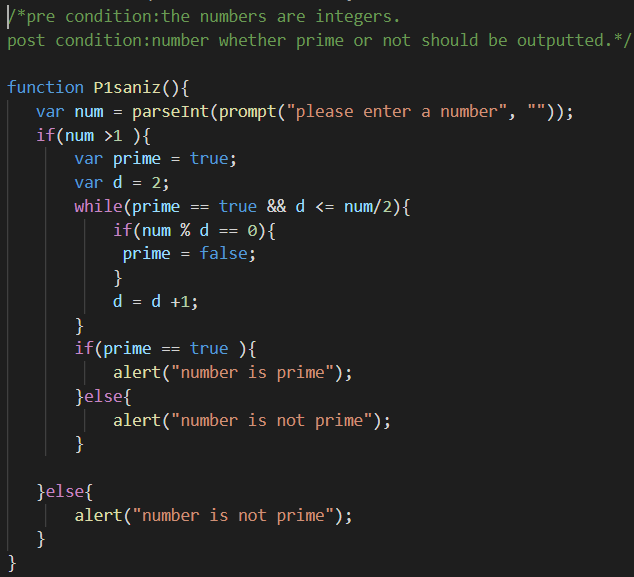 /*pre condition:the numbers are integers.
post condition:number whether prime or not should be outputted.*/

function P1saniz(){
   var num = parseInt(prompt("please enter a number", ""));
   if(num >1 ){
       var prime = true;
       var d = 2;
       while(prime == true && d <= num/2){
           if(num % d == 0){
            prime = false;
           }
           d = d +1;
       }
       if(prime == true ){
           alert("number is prime");
       }else{
           alert("number is not prime");
       }

   }else{
       alert("number is not prime");
   }
}